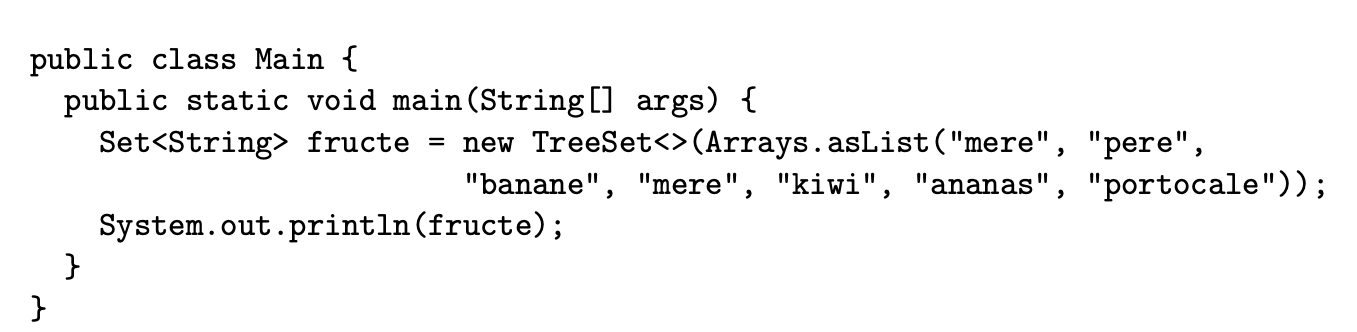 public class Main {
  public static void main(String[] args) {
    Set<String> fructe = new TreeSet<>(Arrays.asList("mere", "pere",
                         "banane", "mere", "kiwi", "ananas", "portocale"));
    System.out.println(fructe);
  }
}